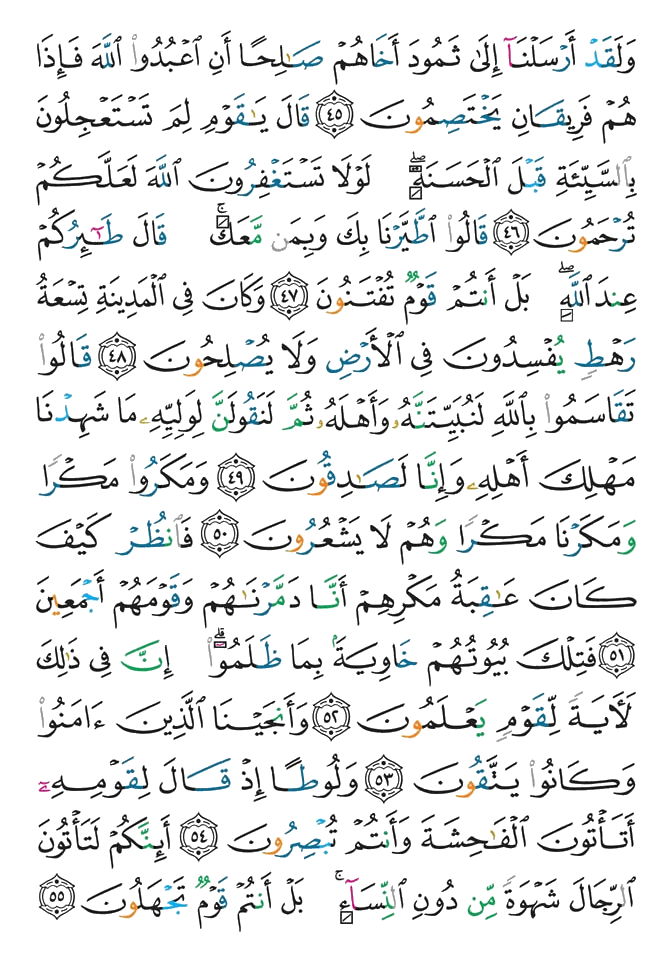 وَلَقَدْ أَرْسَلْنَآ إِلَىٰ ثَمُودَ أَخَاهُمْ صَـٰلِحًا أَنِ ٱعْبُدُوا۟ ٱللَّهَ فَإِذَا
هُمْ فَرِيقَانِ يَخْتَصِمُونَ ٤٥ قَالَ يَـٰقَوْمِ لِمَ تَسْتَعْجِلُونَ
بِٱلسَّيِّئَةِ قَبْلَ ٱلْحَسَنَةِۖ لَوْلَا تَسْتَغْفِرُونَ ٱللَّهَ لَعَلَّكُمْ
تُرْحَمُونَ ٤٦ قَالُوا۟ ٱطَّيَّرْنَا بِكَ وَبِمَن مَّعَكَۚ قَالَ طَـٰٓئِرُكُمْ
عِندَ ٱللَّهِۖ بَلْ أَنتُمْ قَوْمٌ تُفْتَنُونَ ٤٧ وَكَانَ فِى ٱلْمَدِينَةِ تِسْعَةُ
رَهْطٍ يُفْسِدُونَ فِى ٱلْأَرْضِ وَلَا يُصْلِحُونَ ٤٨ قَالُوا۟
تَقَاسَمُوا۟ بِٱللَّهِ لَنُبَيِّتَنَّهُۥ وَأَهْلَهُۥ ثُمَّ لَنَقُولَنَّ لِوَلِيِّهِۦ مَا شَهِدْنَا
مَهْلِكَ أَهْلِهِۦ وَإِنَّا لَصَـٰدِقُونَ ٤٩ وَمَكَرُوا۟ مَكْرًا
وَمَكَرْنَا مَكْرًا وَهُمْ لَا يَشْعُرُونَ ٥٠ فَٱنظُرْ كَيْفَ
كَانَ عَـٰقِبَةُ مَكْرِهِمْ أَنَّا دَمَّرْنَـٰهُمْ وَقَوْمَهُمْ أَجْمَعِينَ
٥١ فَتِلْكَ بُيُوتُهُمْ خَاوِيَةًۢ بِمَا ظَلَمُوٓا۟ۗ إِنَّ فِى ذَٰلِكَ
لَـَٔايَةً لِّقَوْمٍ يَعْلَمُونَ ٥٢ وَأَنجَيْنَا ٱلَّذِينَ ءَامَنُوا۟
وَكَانُوا۟ يَتَّقُونَ ٥٣ وَلُوطًا إِذْ قَالَ لِقَوْمِهِۦٓ
أَتَأْتُونَ ٱلْفَـٰحِشَةَ وَأَنتُمْ تُبْصِرُونَ ٥٤ أَئِنَّكُمْ لَتَأْتُونَ
ٱلرِّجَالَ شَهْوَةً مِّن دُونِ ٱلنِّسَآءِۚ بَلْ أَنتُمْ قَوْمٌ تَجْهَلُونَ ٥٥